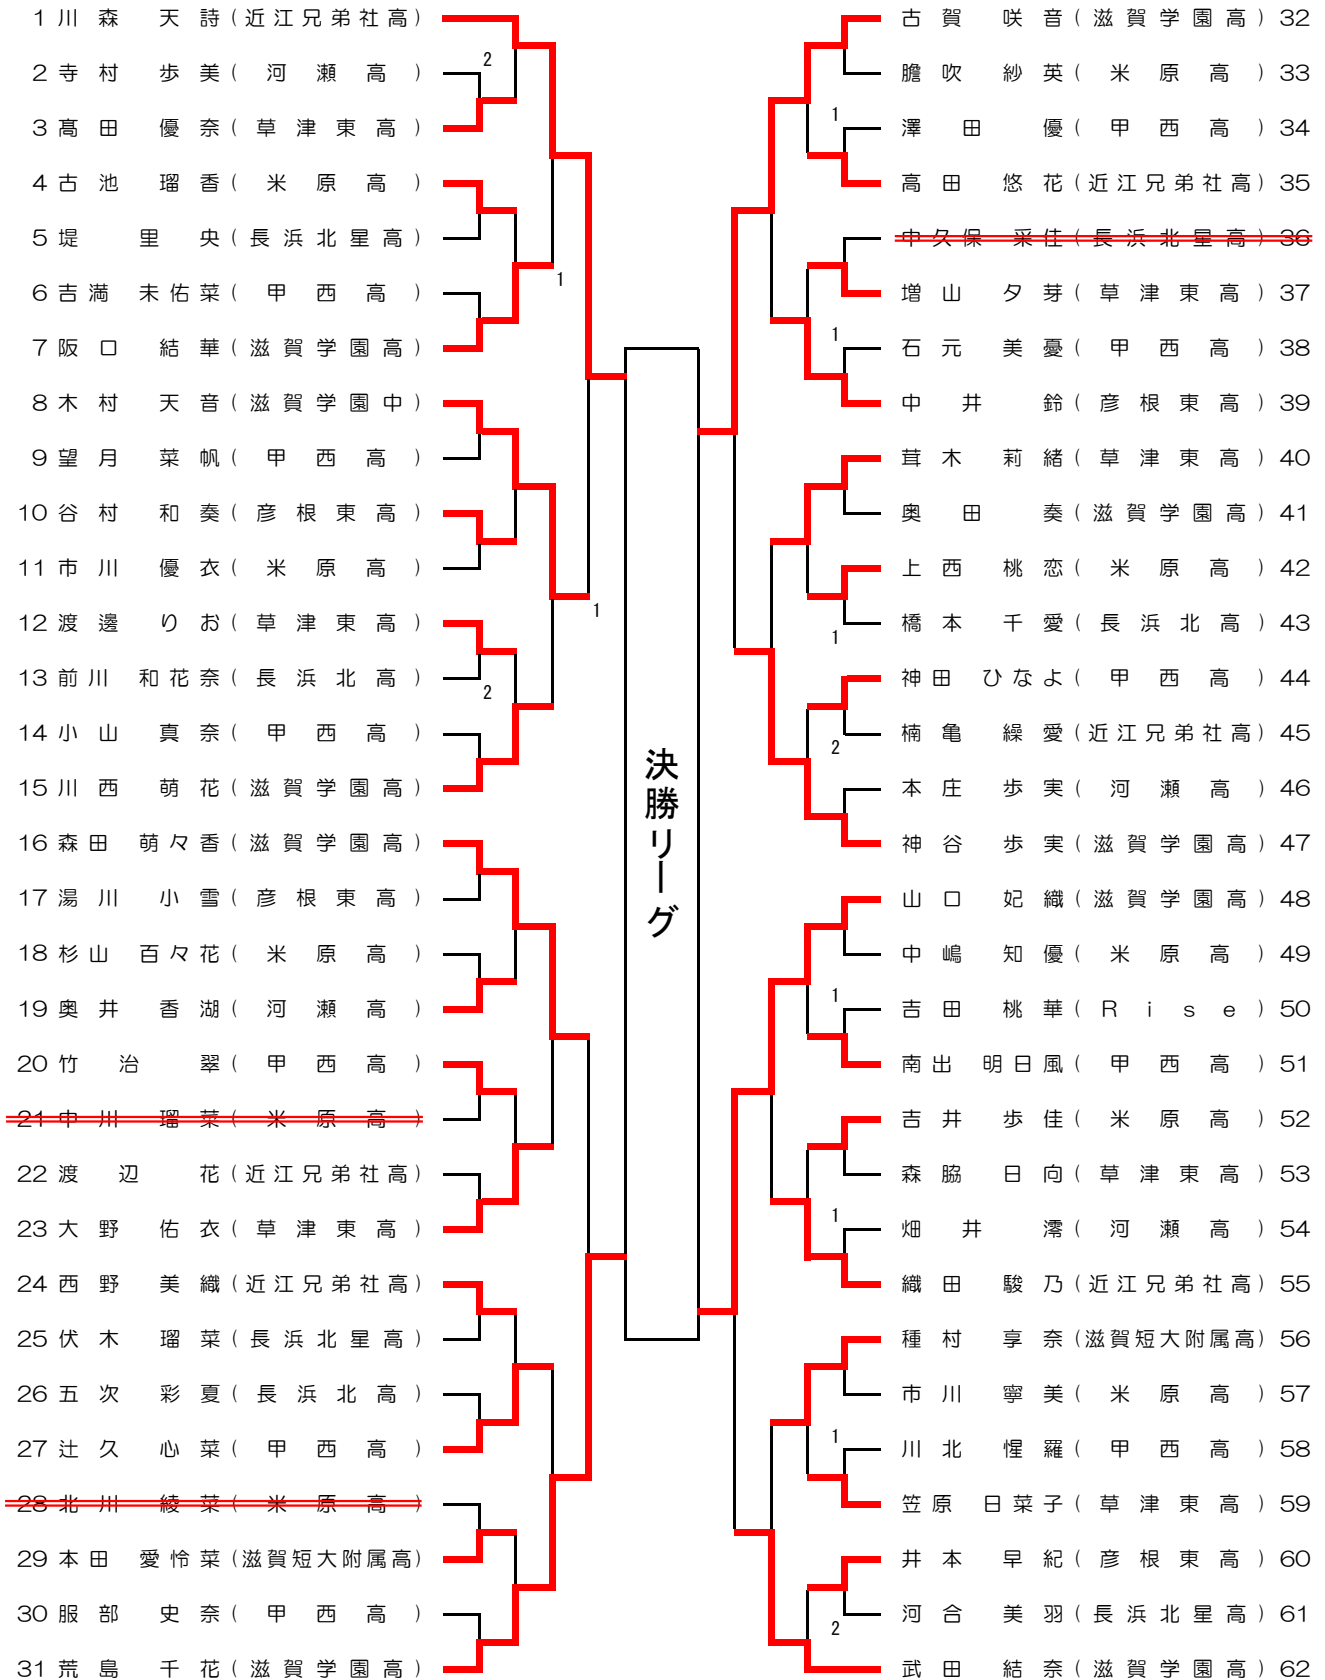 1 川森 天詩 (近江兄弟社高)
2 寺村 歩美 (河瀬高)
3 髙田 優奈 (草津東高)
4 古池 瑠香 (米原高)
5 堤 里央 (長浜北星高)
6 吉満 未佑菜 (甲西高)
7 阪口 結華 (滋賀学園高)
8 木村 天音 (滋賀学園中)
9 望月 菜帆 (甲西高)
10 谷村 和奏 (彦根東高)
11 市川 優衣 (米原高)
12 渡邊 りお (草津東高)
13 前川 和花奈 (長浜北高)
14 小山 真奈 (甲西高)
15 川西 萌花 (滋賀学園高)
16 森田 萌々香 (滋賀学園高)
17 湯川 小雪 (彦根東高)
18 杉山 百々花 (米原高)
19 奥井 香湖 (河瀬高)
20 竹治 翠 (甲西高)
21 中川 瑠菜 (米原高)
22 渡辺 花 (近江兄弟社高)
23 大野 佑衣 (草津東高)
24 西野 美織 (近江兄弟社高)
25 伏木 瑠菜 (長浜北星高)
26 五次 彩夏 (長浜北高)
27 辻久 心菜 (甲西高)
28 北川 綾菜 (米原高)
29 本田 愛怜菜 (滋賀短大附属高)
30 服部 史奈 (甲西高)
31 荒島 千花 (滋賀学園高)
2
1
1
2
決勝リーグ
古賀 咲音 (滋賀学園高) 32
膽吹 紗英 (米原高) 33
澤田 優 (甲西高) 34
高田 悠花 (近江兄弟社高) 35
中久保 采佳 (長浜北星高) 36
増山 夕芽 (草津東高) 37
石元 美憂 (甲西高) 38
中井 鈴 (彦根東高) 39
茸木 莉緒 (草津東高) 40
奥田 奏 (滋賀学園高) 41
上西 桃恋 (米原高) 42
橋本 千愛 (長浜北高) 43
神田 ひなよ (甲西高) 44
楠亀 繰愛 (近江兄弟社高) 45
本庄 歩実 (河瀬高) 46
神谷 歩実 (滋賀学園高) 47
山口 妃織 (滋賀学園高) 48
中嶋 知優 (米原高) 49
吉田 桃華 (Rise) 50
南出 明日風 (甲西高) 51
吉井 歩佳 (米原高) 52
森脇 日向 (草津東高) 53
畑井 澪 (河瀬高) 54
織田 駿乃 (近江兄弟社高) 55
種村 享奈 (滋賀短大附属高) 56
市川 寧美 (米原高) 57
川北 惺羅 (甲西高) 58
笠原 日菜子 (草津東高) 59
井本 早紀 (彦根東高) 60
河合 美羽 (長浜北星高) 61
武田 結奈 (滋賀学園高) 62
1
1
1
2
1
1
1
2